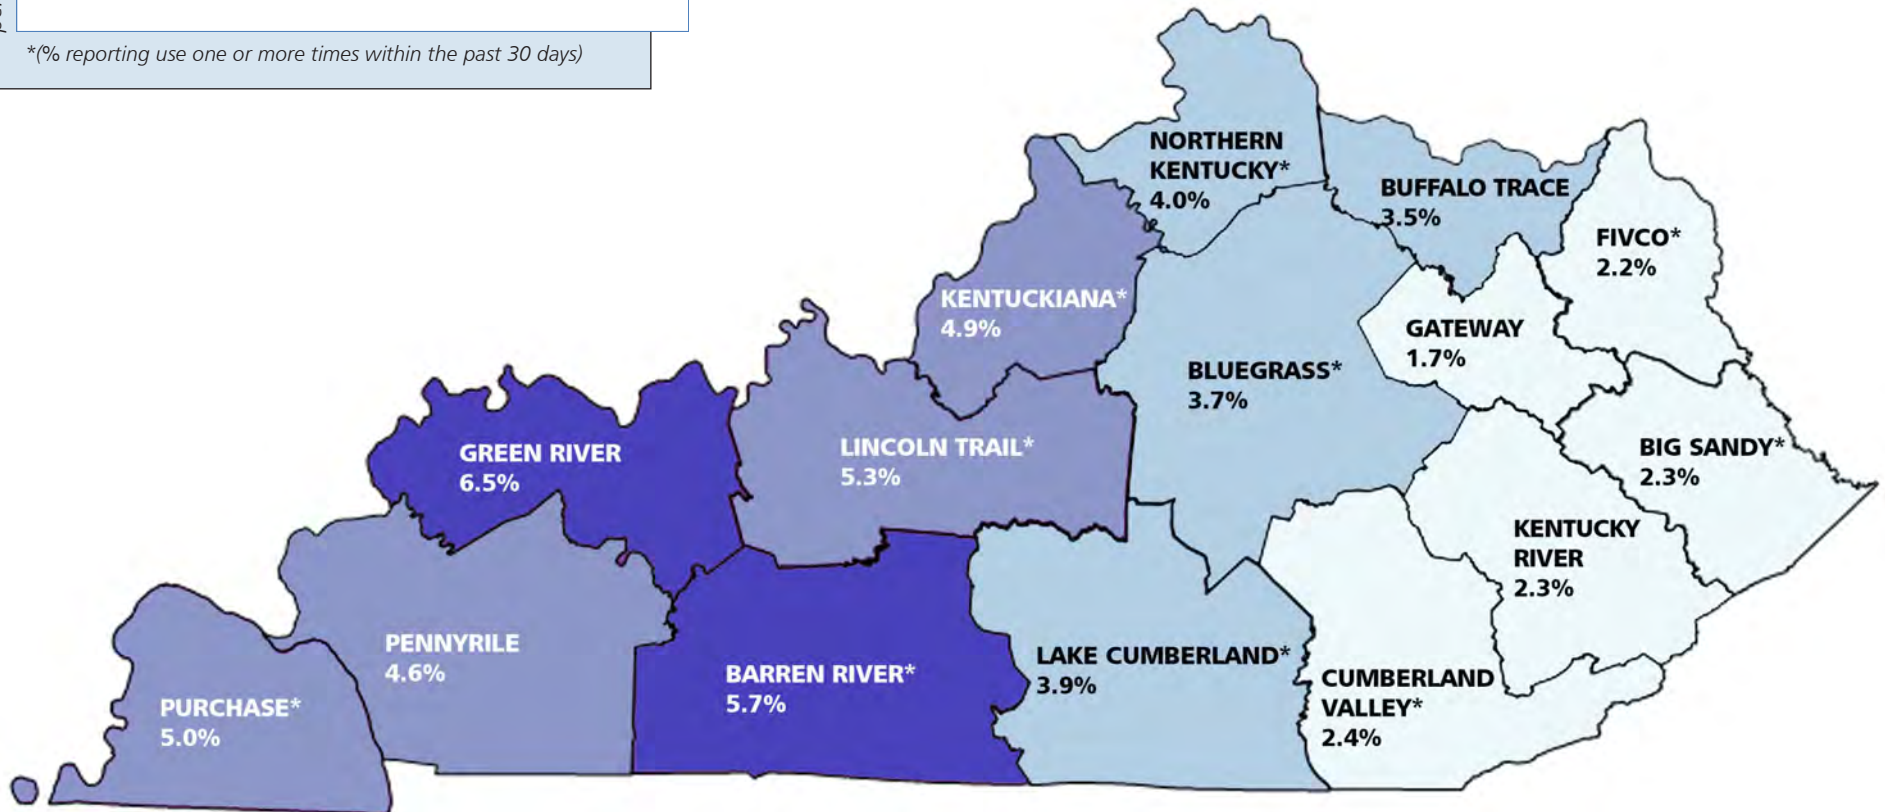 *(% reporting use one or more times within the past 30 days)
NORTHERN
KENTUCKY*
4.0%
BUFFALO TRACE
3.5%
FIVCO*
2.2%
KENTUCKIANA*
4.9%
GATEWAY
1.7%
BLUEGRASS*
3.7%
GREEN RIVER
6.5%
LINCOLN TRAIL*
5.3%
BIG SANDY*
2.3%
KENTUCKY
RIVER
2.3%
PENNYRILE
4.6%
BARREN RIVER*
5.7%
LAKE CUMBERLAND*
3.9%
CUMBERLAND
VALLEY*
2.4%
PURCHASE*
5.0%